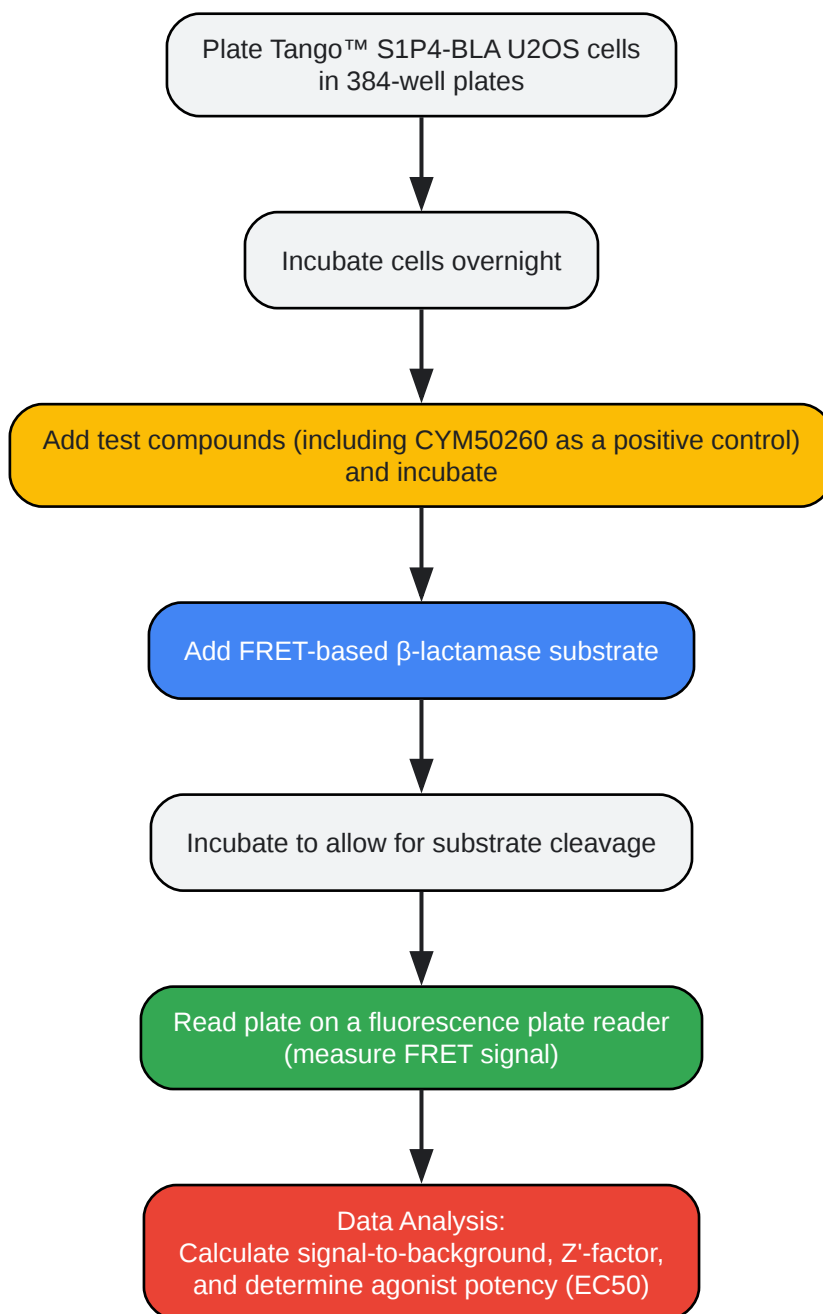 Plate Tango™ S1P4-BLA U2OS cells
in 384-well plates
Incubate cells overnight
Add test compounds (including CYM50260 as a positive control)
and incubate
Add FRET-based β-lactamase substrate
Incubate to allow for substrate cleavage
Read plate on a fluorescence plate reader
(measure FRET signal)
Data Analysis:
Calculate signal-to-background, Z'-factor,
and determine agonist potency (EC50)